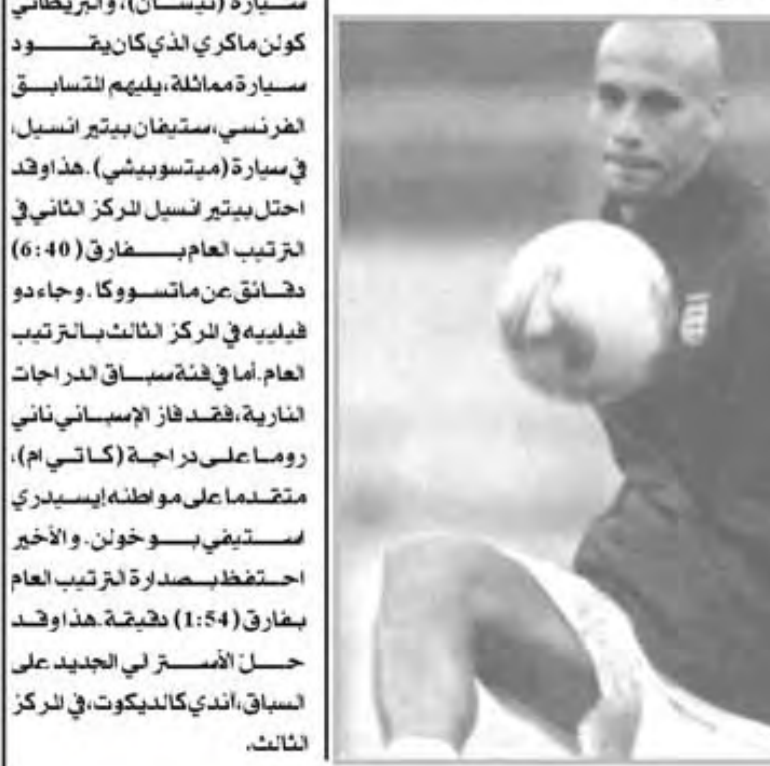 سيارة (نيسان)، والبريطاني
كولن ماكري الذي كان يقود
سيارة مماثلة، يليهم المتسابق
الفرنسي، ستيفان بيتير انسيل،
في سيارة (ميتسوبيشي). هذا وقد
احتل بيتير انسيل المركز الثاني في
الترتيب العام بفارق (6:40)
دقائق عن ماتسووكا. وجاء دو
فيلييه في المركز الثالث بالترتيب
العام. أما في فئة سباق الدراجات
النارية، فقد فاز الإسباني ناني
روما على دراجة (كاتي ام)،
متقدما على مواطنه إيسيدري
استيفي بوخولن. والأخير
احتفظ بصدارة الترتيب العام
بفارق (1:54) دقيقة. هذا وقد
حل الأسترلي الجديد على
السباق، آندي كالديكوت، في المركز
الثالث.